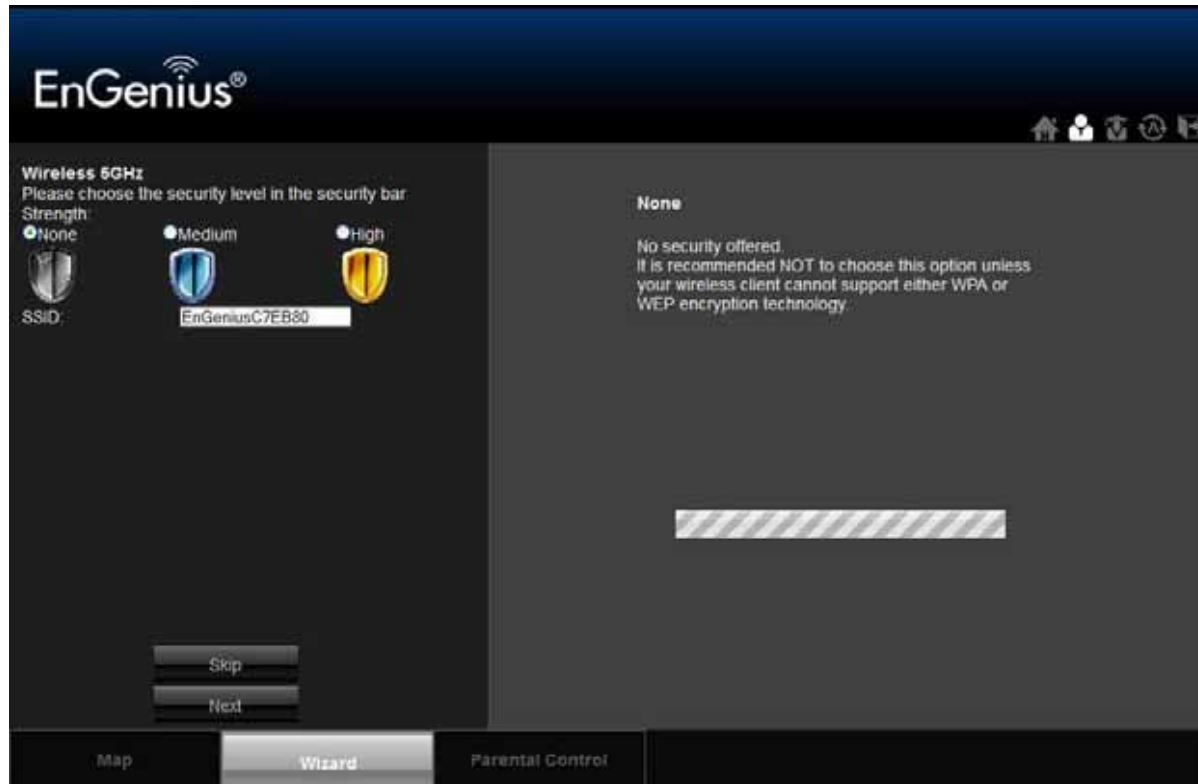 EnGenius®
Wireless 5GHz
Please choose the security level in the security bar
Strength:
None Medium High
SSID: EnGeniusC7EB80
Skip
Next
None
No security offered.
It is recommended NOT to choose this option unless
your wireless client cannot support either WPA or
WEP encryption technology.
Map Wizard Parental Control